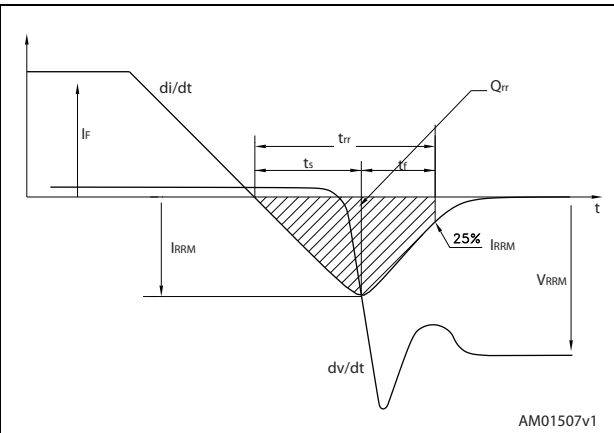 di/dt
Qrr
IF
trr
ts
tf
t
IRRM
25% IRRM
VRRM
dv/dt
AM01507v1